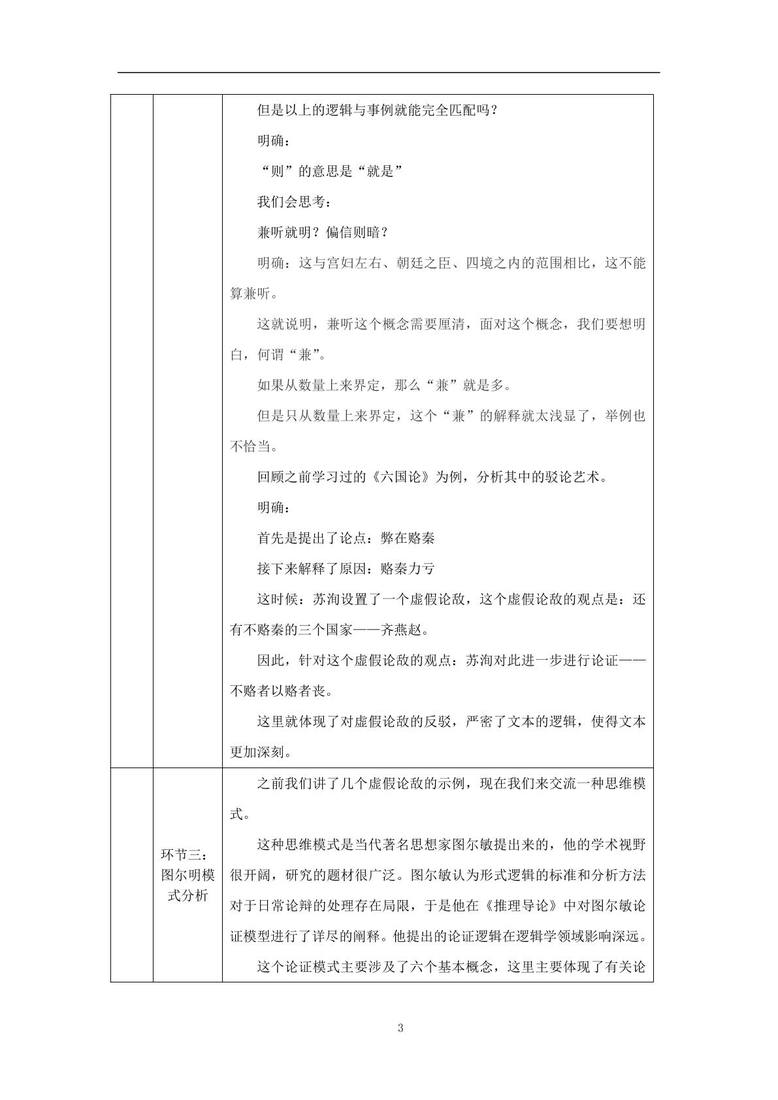 但是以上的逻辑与事例就能完全匹配吗？
明确：
“则”的意思是“就是”
我们会思考：
兼听就明？偏信则暗？
明确：这与宫妇左右、朝廷之臣、四境之内的范围相比，这不能
算兼听。
这就说明，兼听这个概念需要厘清，面对这个概念，我们要想明
白，何谓“兼”。
如果从数量上来界定，那么“兼”就是多。
但是只从数量上来界定，这个“兼”的解释就太浅显了，举例也
不恰当。
回顾之前学习过的《六国论》为例，分析其中的驳论艺术。
明确：
首先是提出了论点：弊在赂秦
接下来解释了原因：赂秦力亏
这时候：苏洵设置了一个虚假论敌，这个虚假论敌的观点是：还
有不赂秦的三个国家——齐燕赵。
因此，针对这个虚假论敌的观点：苏洵对此进一步进行论证——
不赂者以赂者丧。
这里就体现了对虚假论敌的反驳，严密了文本的逻辑，使得文本
更加深刻。
环节三：
图尔明模
式分析
之前我们讲了几个虚假论敌的示例，现在我们来交流一种思维模
式。
这种思维模式是当代著名思想家图尔敏提出来的，他的学术视野
很开阔，研究的题材很广泛。图尔敏认为形式逻辑的标准和分析方法
对于日常论辩的处理存在局限，于是他在《推理导论》中对图尔敏论
证模型进行了详尽的阐释。他提出的论证逻辑在逻辑学领域影响深远。
这个论证模式主要涉及了六个基本概念，这里主要体现了有关论
3